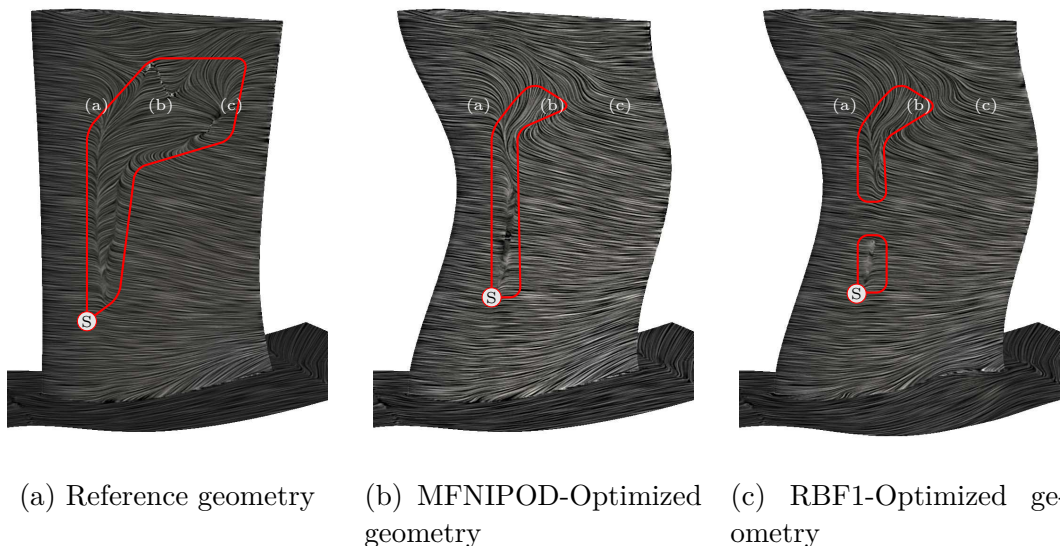 (a) (b) (c)
S
(a) (b) (c)
S
(a) (b) (c)
S
(a) Reference geometry
(b) MFNIPOD-Optimized
geometry
(c) RBF1-Optimized ge-
ometry